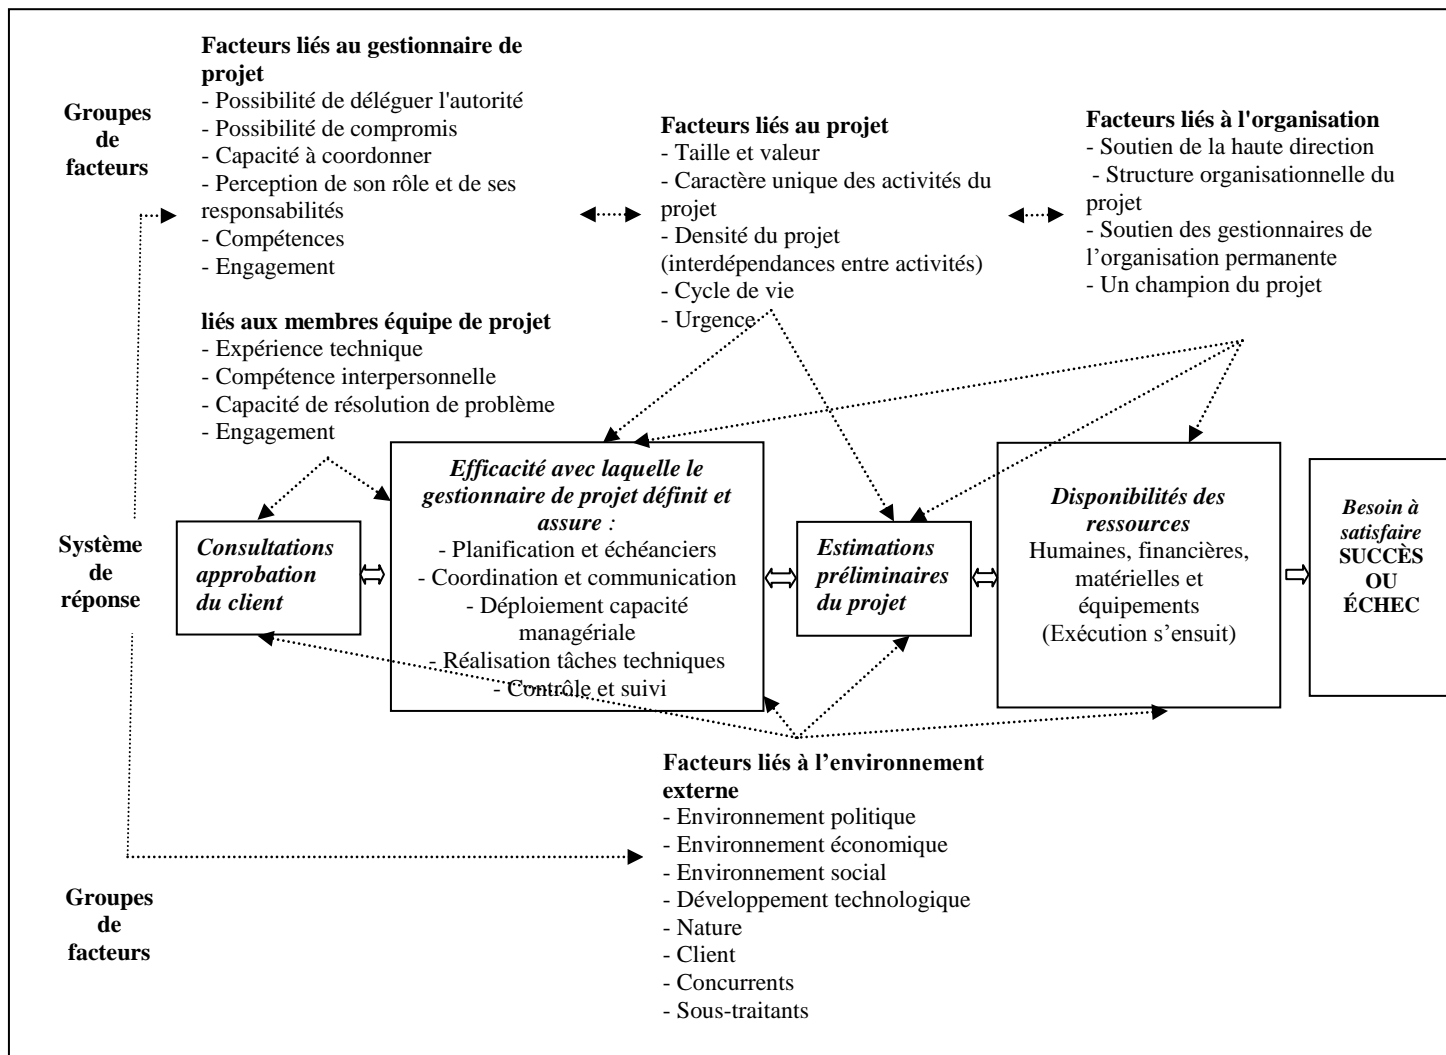 Groupes
de
facteurs
Facteurs liés au gestionnaire de
projet
- Possibilité de déléguer l'autorité
- Possibilité de compromis
- Capacité à coordonner
- Perception de son rôle et de ses
responsabilités
- Compétences
- Engagement
liés aux membres équipe de projet
- Expérience technique
- Compétence interpersonnelle
- Capacité de résolution de problème
- Engagement
Facteurs liés au projet
- Taille et valeur
- Caractère unique des activités du
projet
- Densité du projet
(interdépendances entre activités)
- Cycle de vie
- Urgence
Facteurs liés à l'organisation
- Soutien de la haute direction
- Structure organisationnelle du
projet
- Soutien des gestionnaires de
l’organisation permanente
- Un champion du projet
Système
de
réponse
Consultations
approbation
du client
Efficacité avec laquelle le
gestionnaire de projet définit et
assure :
- Planification et échéanciers
- Coordination et communication
- Déploiement capacité
managériale
- Réalisation tâches techniques
- Contrôle et suivi
Estimations
préliminaires
du projet
Disponibilités des
ressources
Humaines, financières,
matérielles et
équipements
(Exécution s’ensuit)
Besoin à
satisfaire
SUCCÈS
OU
ÉCHEC
Groupes
de
facteurs
Facteurs liés à l’environnement
externe
- Environnement politique
- Environnement économique
- Environnement social
- Développement technologique
- Nature
- Client
- Concurrents
- Sous-traitants